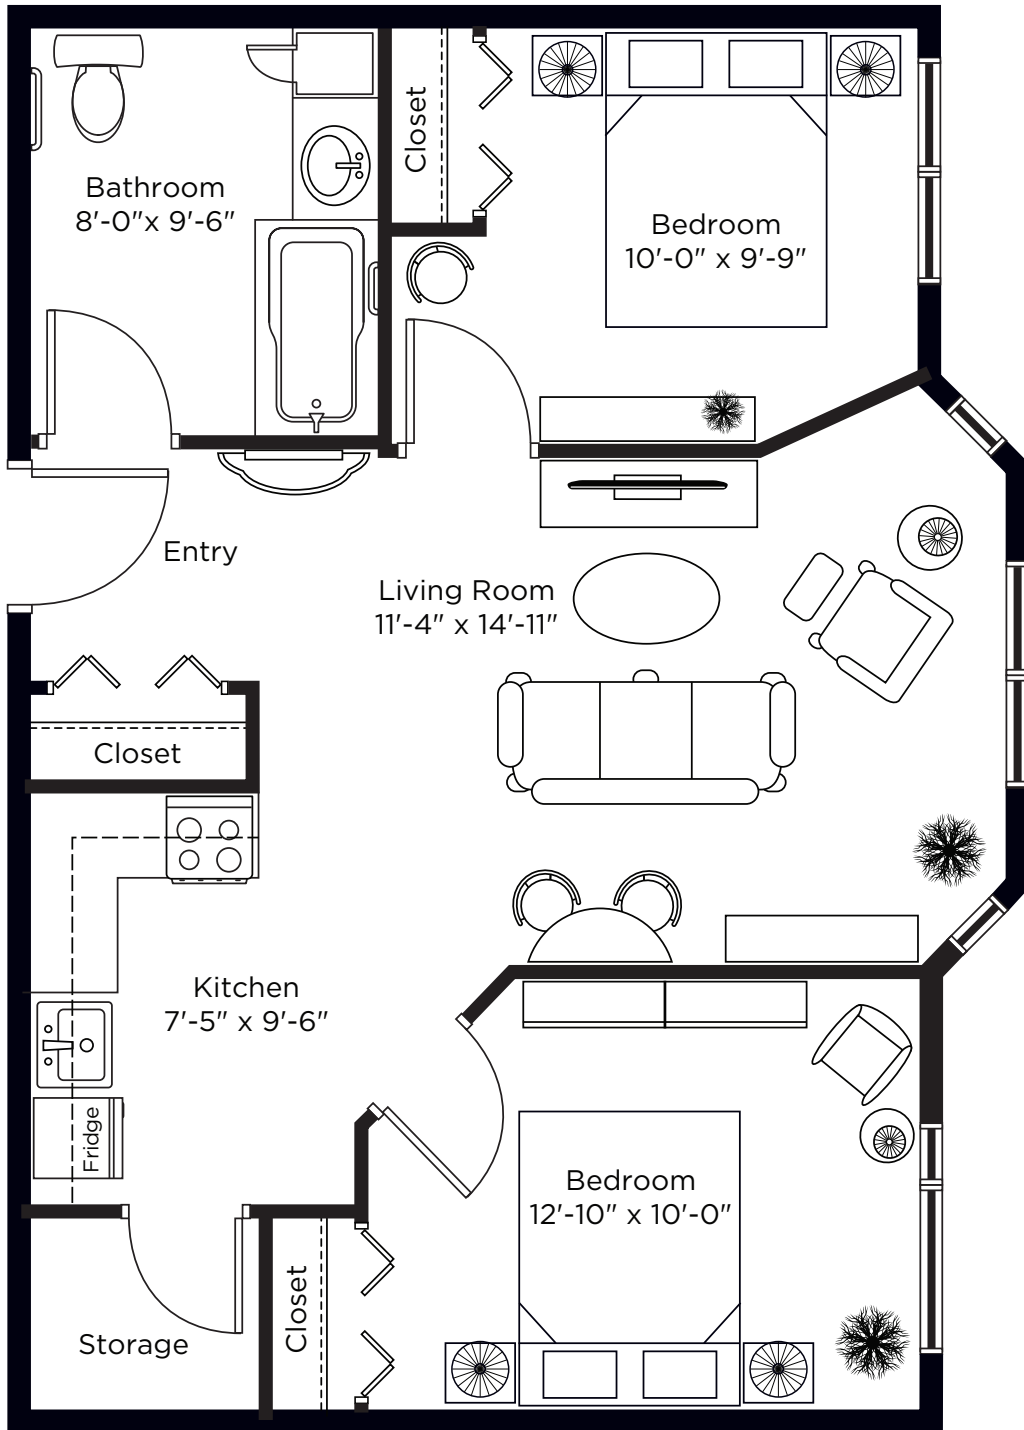 Closet
Bathroom
8'-0"x 9'-6"
Bedroom
10'-0" x 9'-9"
Entry
Living Room
11'-4" x 14'-11"
Closet
Kitchen
7'-5" x 9'-6"
Fridge
Bedroom
12'-10" x 10'-0"
Closet
Storage